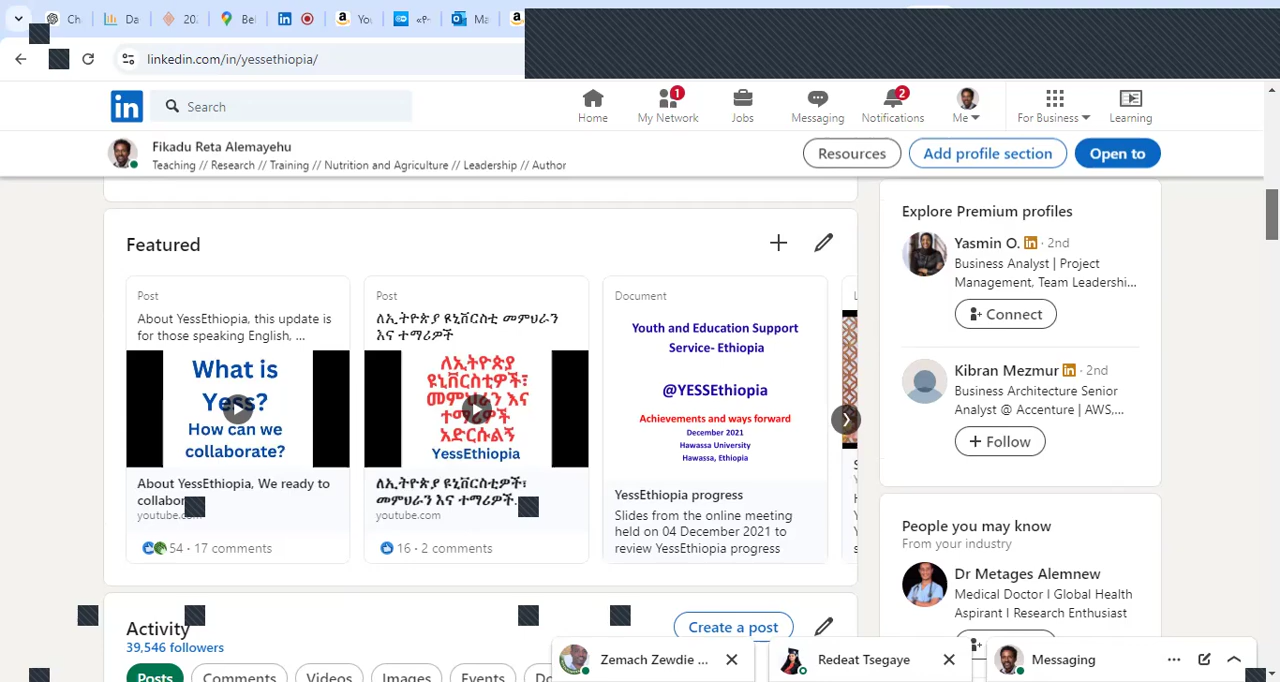 Ch
Da
202
Bel
You
Ma
linkedin.com/in/yessethiopia/
Search
Home
1
My Network
Jobs
Messaging
2
Notifications
Me
For Business
Learning
Fikadu Reta Alemayehu
Teaching // Research // Training // Nutrition and Agriculture // Leadership // Author
Resources
Add profile section
Open to
Featured
Post
About YessEthiopia, this update is
for those speaking English, ...
What is
Yess?
How can we
collaborate?
About YessEthiopia, We ready to
youtube.co
54 · 17 comments
Post
ለኢትዮጵያ ዩኒቨርስቲ መምህራን
እና ተማሪዎች
ለኢትዮጵያ
ዩኒቨርስቲዎች፣
መምህራን እና
ተማሪዎች
አድርሱልኝ
YessEthiopia
ለኢትዮጵያ ዩኒቨርስቲዎች፣
መምህራን እና ተማሪዎች
youtube.com
16 · 2 comments
Document
Youth and Education Support
Service- Ethiopia
@YESSEthiopia
Achievements and ways forward
December 2021
Hawassa University
Hawassa, Ethiopia
YessEthiopia progress
Slides from the online meeting
held on 04 December 2021 to
review YessEthiopia progress
Activity
39,546 followers
Create a post
Posts
Comments
Videos
Images
Events
Explore Premium profiles
Yasmin O. · 2nd
Business Analyst | Project
Management, Team Leadershi...
Connect
Kibran Mezmur · 2nd
Business Architecture Senior
Analyst @ Accenture | AWS,...
+ Follow
People you may know
From your industry
Dr Metages Alemnew
Medical Doctor I Global Health
Aspirant I Research Enthusiast
Zemach Zewdie ...
Redeat Tsegaye
Messaging